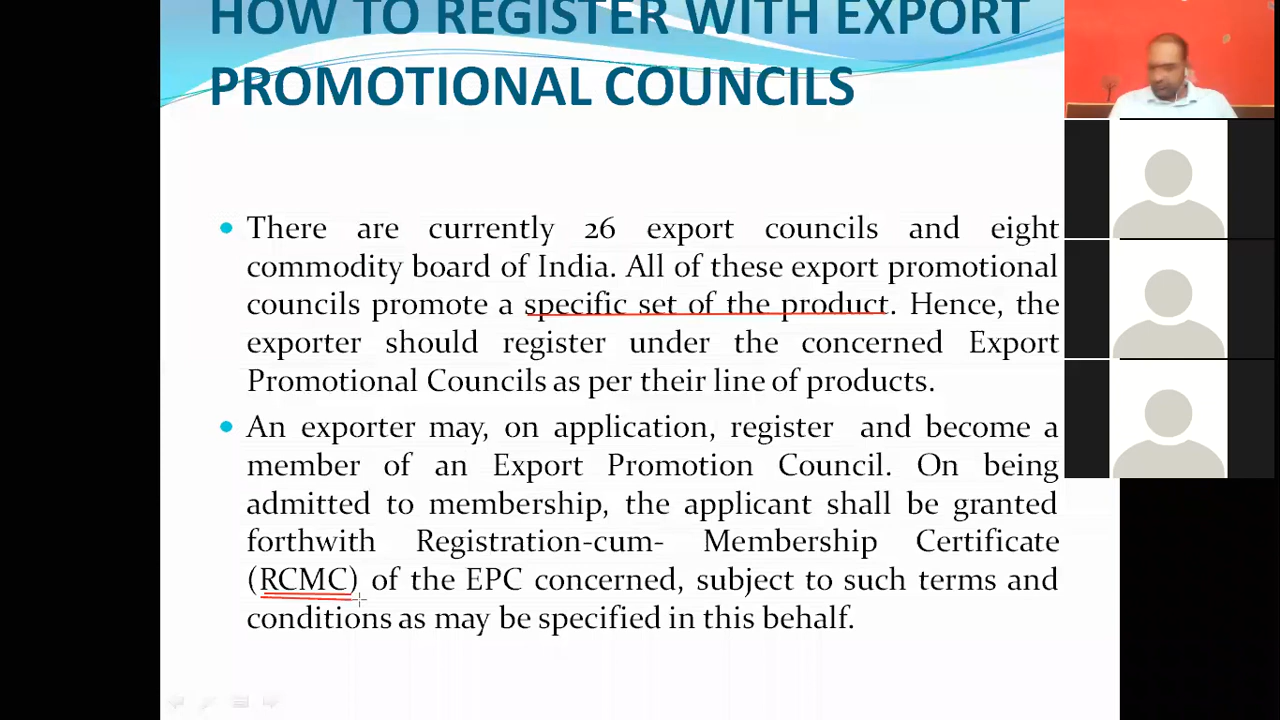 HOW TO REGISTER WITH EXPORT
PROMOTIONAL COUNCILS
There are currently 26 export councils and eight
commodity board of India. All of these export promotional
councils promote a specific set of the product. Hence, the
exporter should register under the concerned Export
Promotional Councils as per their line of products.
An exporter may, on application, register and become a
member of an Export Promotion Council. On being
admitted to membership, the applicant shall be granted
forthwith Registration-cum- Membership Certificate
(RCMC) of the EPC concerned, subject to such terms and
conditions as may be specified in this behalf.